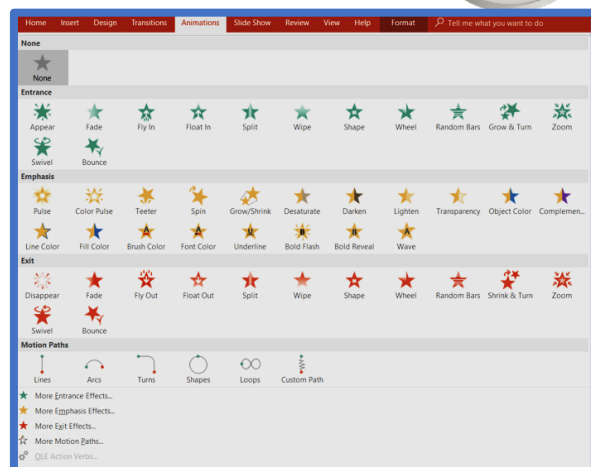 Home Insert Design Transitions Animations Slide Show Review View Help Format Tell me what you want to do
None
None
Entrance
Appear Fade Fly In Float In Split Wipe Shape Wheel Random Bars Grow & Turn Zoom
Swivel Bounce
Emphasis
Pulse Color Pulse Teeter Spin Grow/Shrink Desaturate Darken Lighten Transparency Object Color Complemen...
Line Color Fill Color Brush Color Font Color Underline Bold Flash Bold Reveal Wave
Exit
Disappear Fade Fly Out Float Out Split Wipe Shape Wheel Random Bars Shrink & Turn Zoom
Swivel Bounce
Motion Paths
Lines Arcs Turns Shapes Loops Custom Path
More Entrance Effects...
More Emphasis Effects...
More Exit Effects...
More Motion Paths...
OLE Action Verbs...